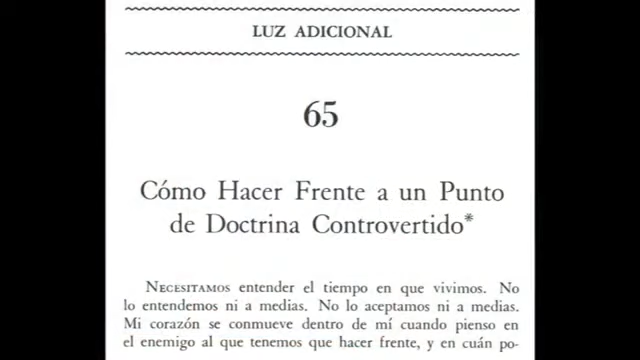 LUZ ADICIONAL
65
Cómo Hacer Frente a un Punto
de Doctrina Controvertido*
Necesitamos entender el tiempo en que vivimos. No
lo entendemos ni a medias. No lo aceptamos ni a medias.
Mi corazón se conmueve dentro de mí cuando pienso en
el enemigo al que tenemos que hacer frente, y en cuán po-